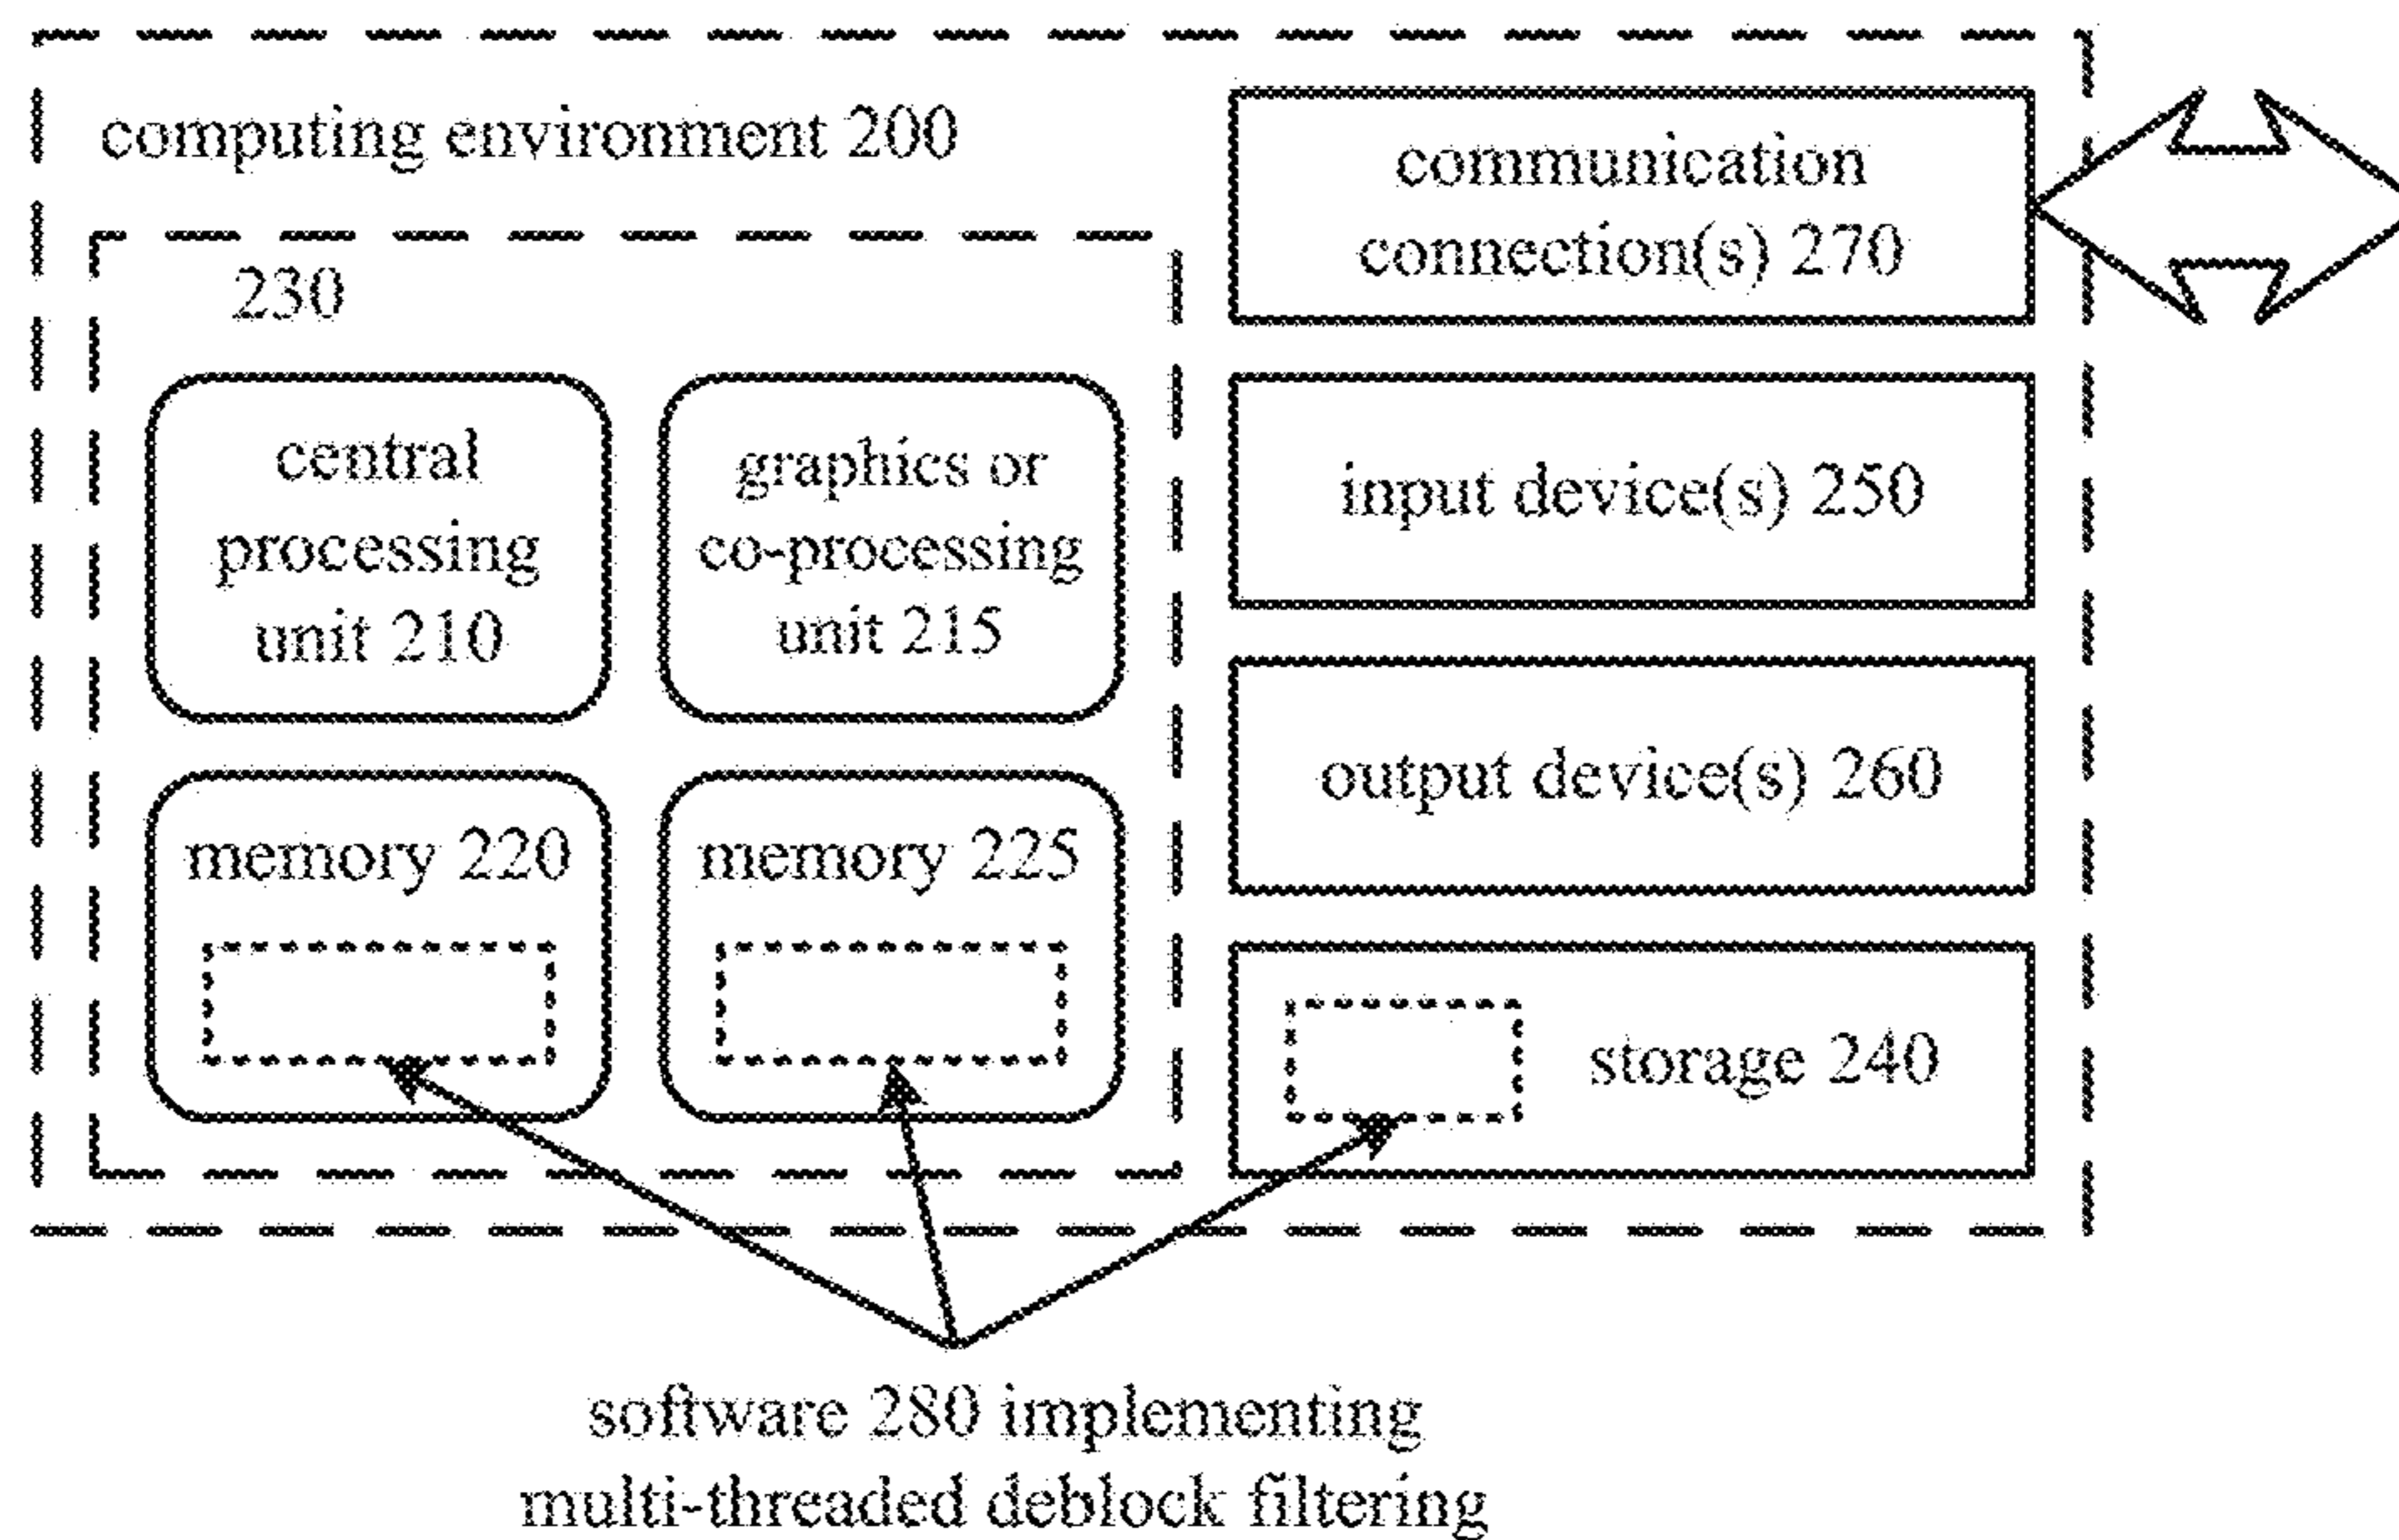 computing environment 200
230
central
processing
unit 210
graphics or
co-processing
unit 215
memory 220
memory 225
communication
connection(s) 270
input device(s) 250
output device(s) 260
storage 240
software 280 implementing
multi-threaded deblock filtering